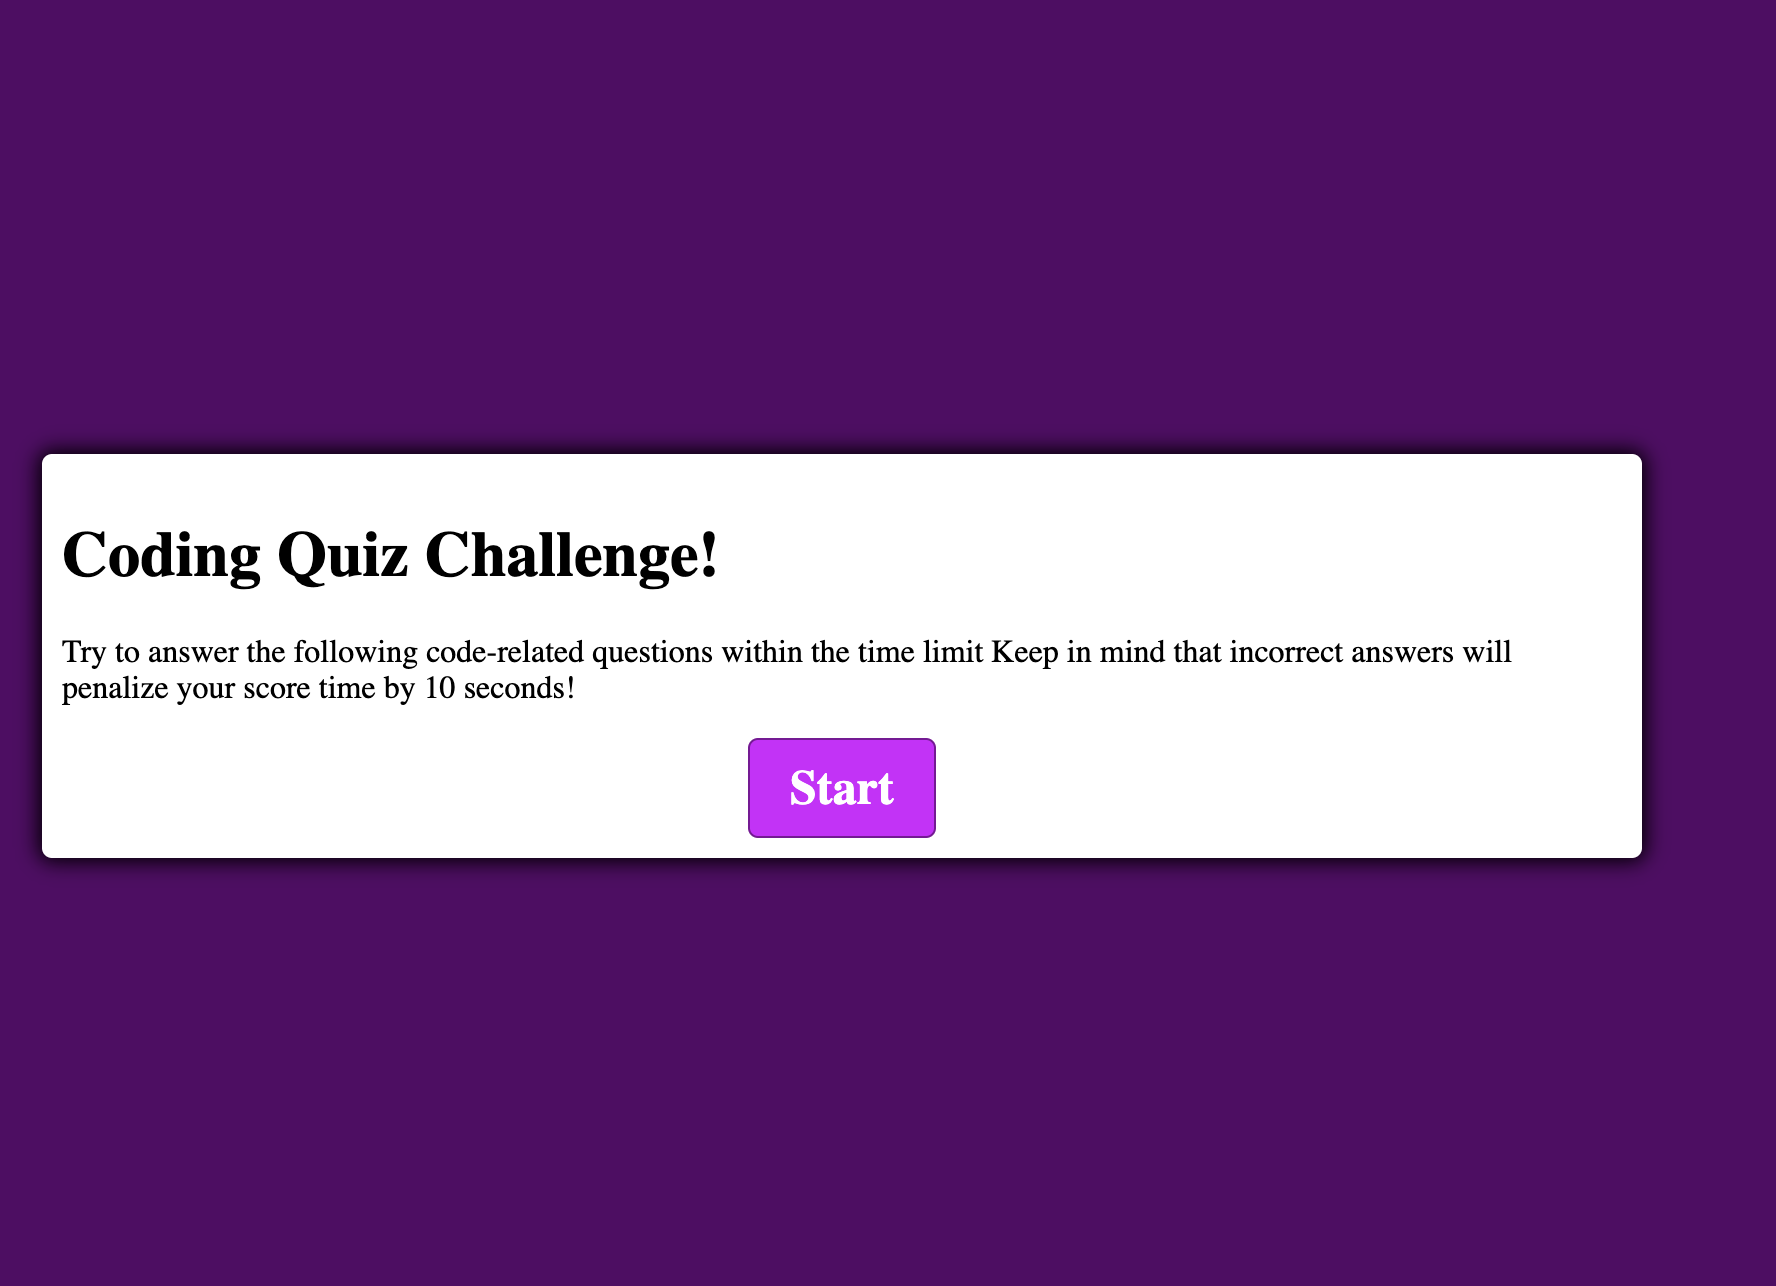 Coding Quiz Challenge!
Try to answer the following code-related questions within the time limit Keep in mind that incorrect answers will
penalize your score time by 10 seconds!
Start